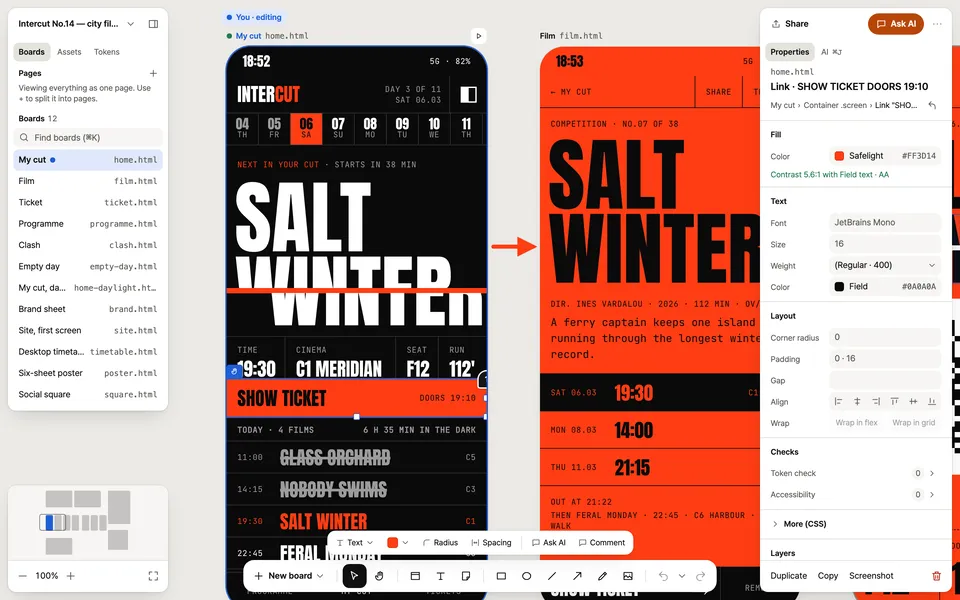 Intercut No.14 — city fil...
Boards Assets Tokens
Pages
Viewing everything as one page. Use
+ to split it into pages.
Boards 12
Find boards (⌘K)
My cut home.html
Film film.html
Ticket ticket.html
Programme programme.html
Clash clash.html
Empty day empty-day.html
My cut, da... home-daylight.ht...
Brand sheet brand.html
Site, first screen site.html
Desktop timeta... timetable.html
Six-sheet poster poster.html
Social square square.html
100%
You · editing
My cut home.html
18:52
5G · 82%
INTERCUT
DAY 3 OF 11
SAT 06.03
04 05 06 07 08 09 10 11
TH FR SA SU MO TU WE TH
NEXT IN YOUR CUT · STARTS IN 38 MIN
SALT
WINTER
TIME CINEMA SEAT RUN
19:30 C1 MERIDIAN F12 112'
SHOW TICKET DOORS 19:10
TODAY · 4 FILMS 6 H 35 MIN IN THE DARK
11:00 GLASS ORCHARD C5
14:15 NOBODY SWIMS C3
19:30 SALT WINTER C1
22:45 FERAL MONDAY
Film film.html
18:53
5G
← MY CUT
SHARE
COMPETITION · NO.07 OF 38
SALT
WINTER
DIR. INES VARDALOU · 2026 · 112 MIN · OV/
A ferry captain keeps one island
running through the longest winte
record.
SAT 06.03 19:30 C1
MON 08.03 14:00
THU 11.03 21:15
OUT AT 21:22
THEN FERAL MONDAY · 22:45 · C6 HARBOUR ·
WALK
SHOW TICKET
REM
Text
Radius
Spacing
Ask AI
Comment
New board
Share
Ask AI
Properties AI
home.html
Link · SHOW TICKET DOORS 19:10
My cut › Container .screen › Link "SHO...
Fill
Color Safelight #FF3D14
Contrast 5.6:1 with Field text · AA
Text
Font JetBrains Mono
Size 16
Weight (Regular · 400)
Color Field #0A0A0A
Layout
Corner radius 0
Padding 0 · 16
Gap
Align
Wrap Wrap in flex Wrap in grid
Checks
Token check 0
Accessibility 0
More (CSS)
Layers
Duplicate Copy Screenshot